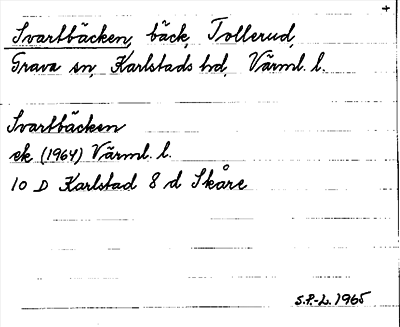 +
Svartbäcken, bäck, Tollerud,
Grava sn, Karlstads hd, Värml. l.
Svartbäcken
ek (1964) Värml. l.
10 D Karlstad 8 d Skåre
S.P.-L. 1965